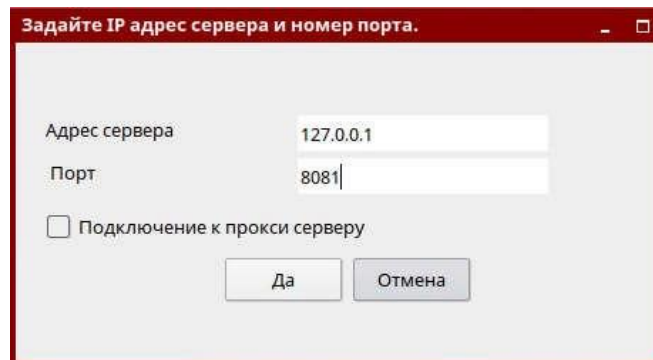 Задайте IP адрес сервера и номер порта.
Адрес сервера 127.0.0.1
Порт 8081
Подключение к прокси серверу
Да Отмена